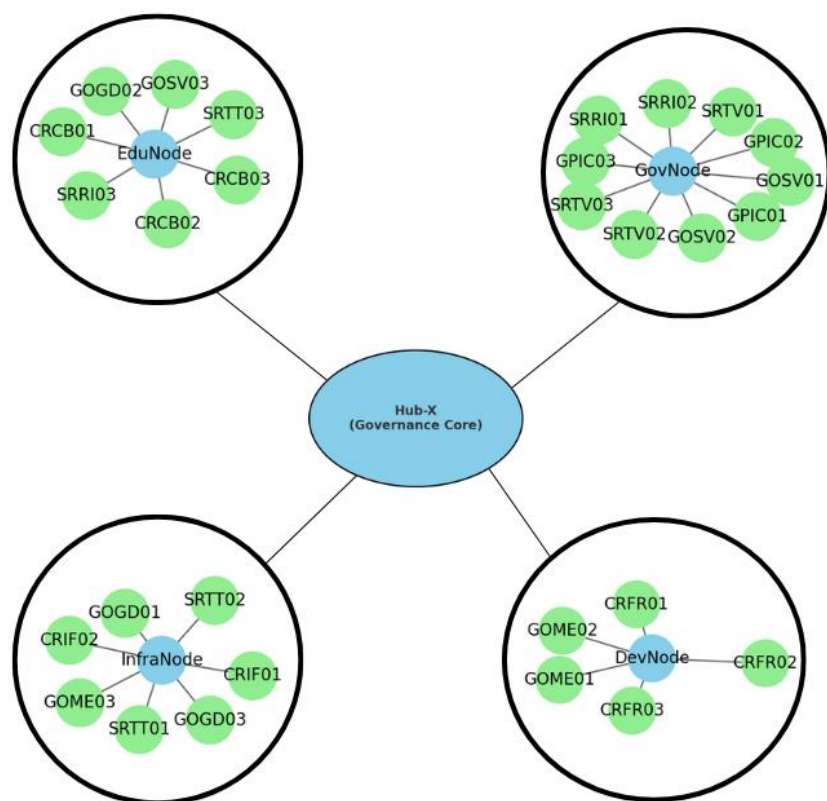 GOSV03
GOGD02
SRTT03
CRCB01
EduNode
CRCB03
SRRI03
CRCB02
SRRI02
SRTV01
SRRI01
GPIC02
GPIC03
GovNode
GOSV01
SRTV03
GPIC01
SRTV02
GOSV02
Hub-X
(Governance Core)
SRTT02
GOGD01
CRIF02
InfraNode
CRIF01
GOME03
GOGD03
SRTT01
CRFR01
GOME02
DevNode
CRFR02
GOME01
CRFR03